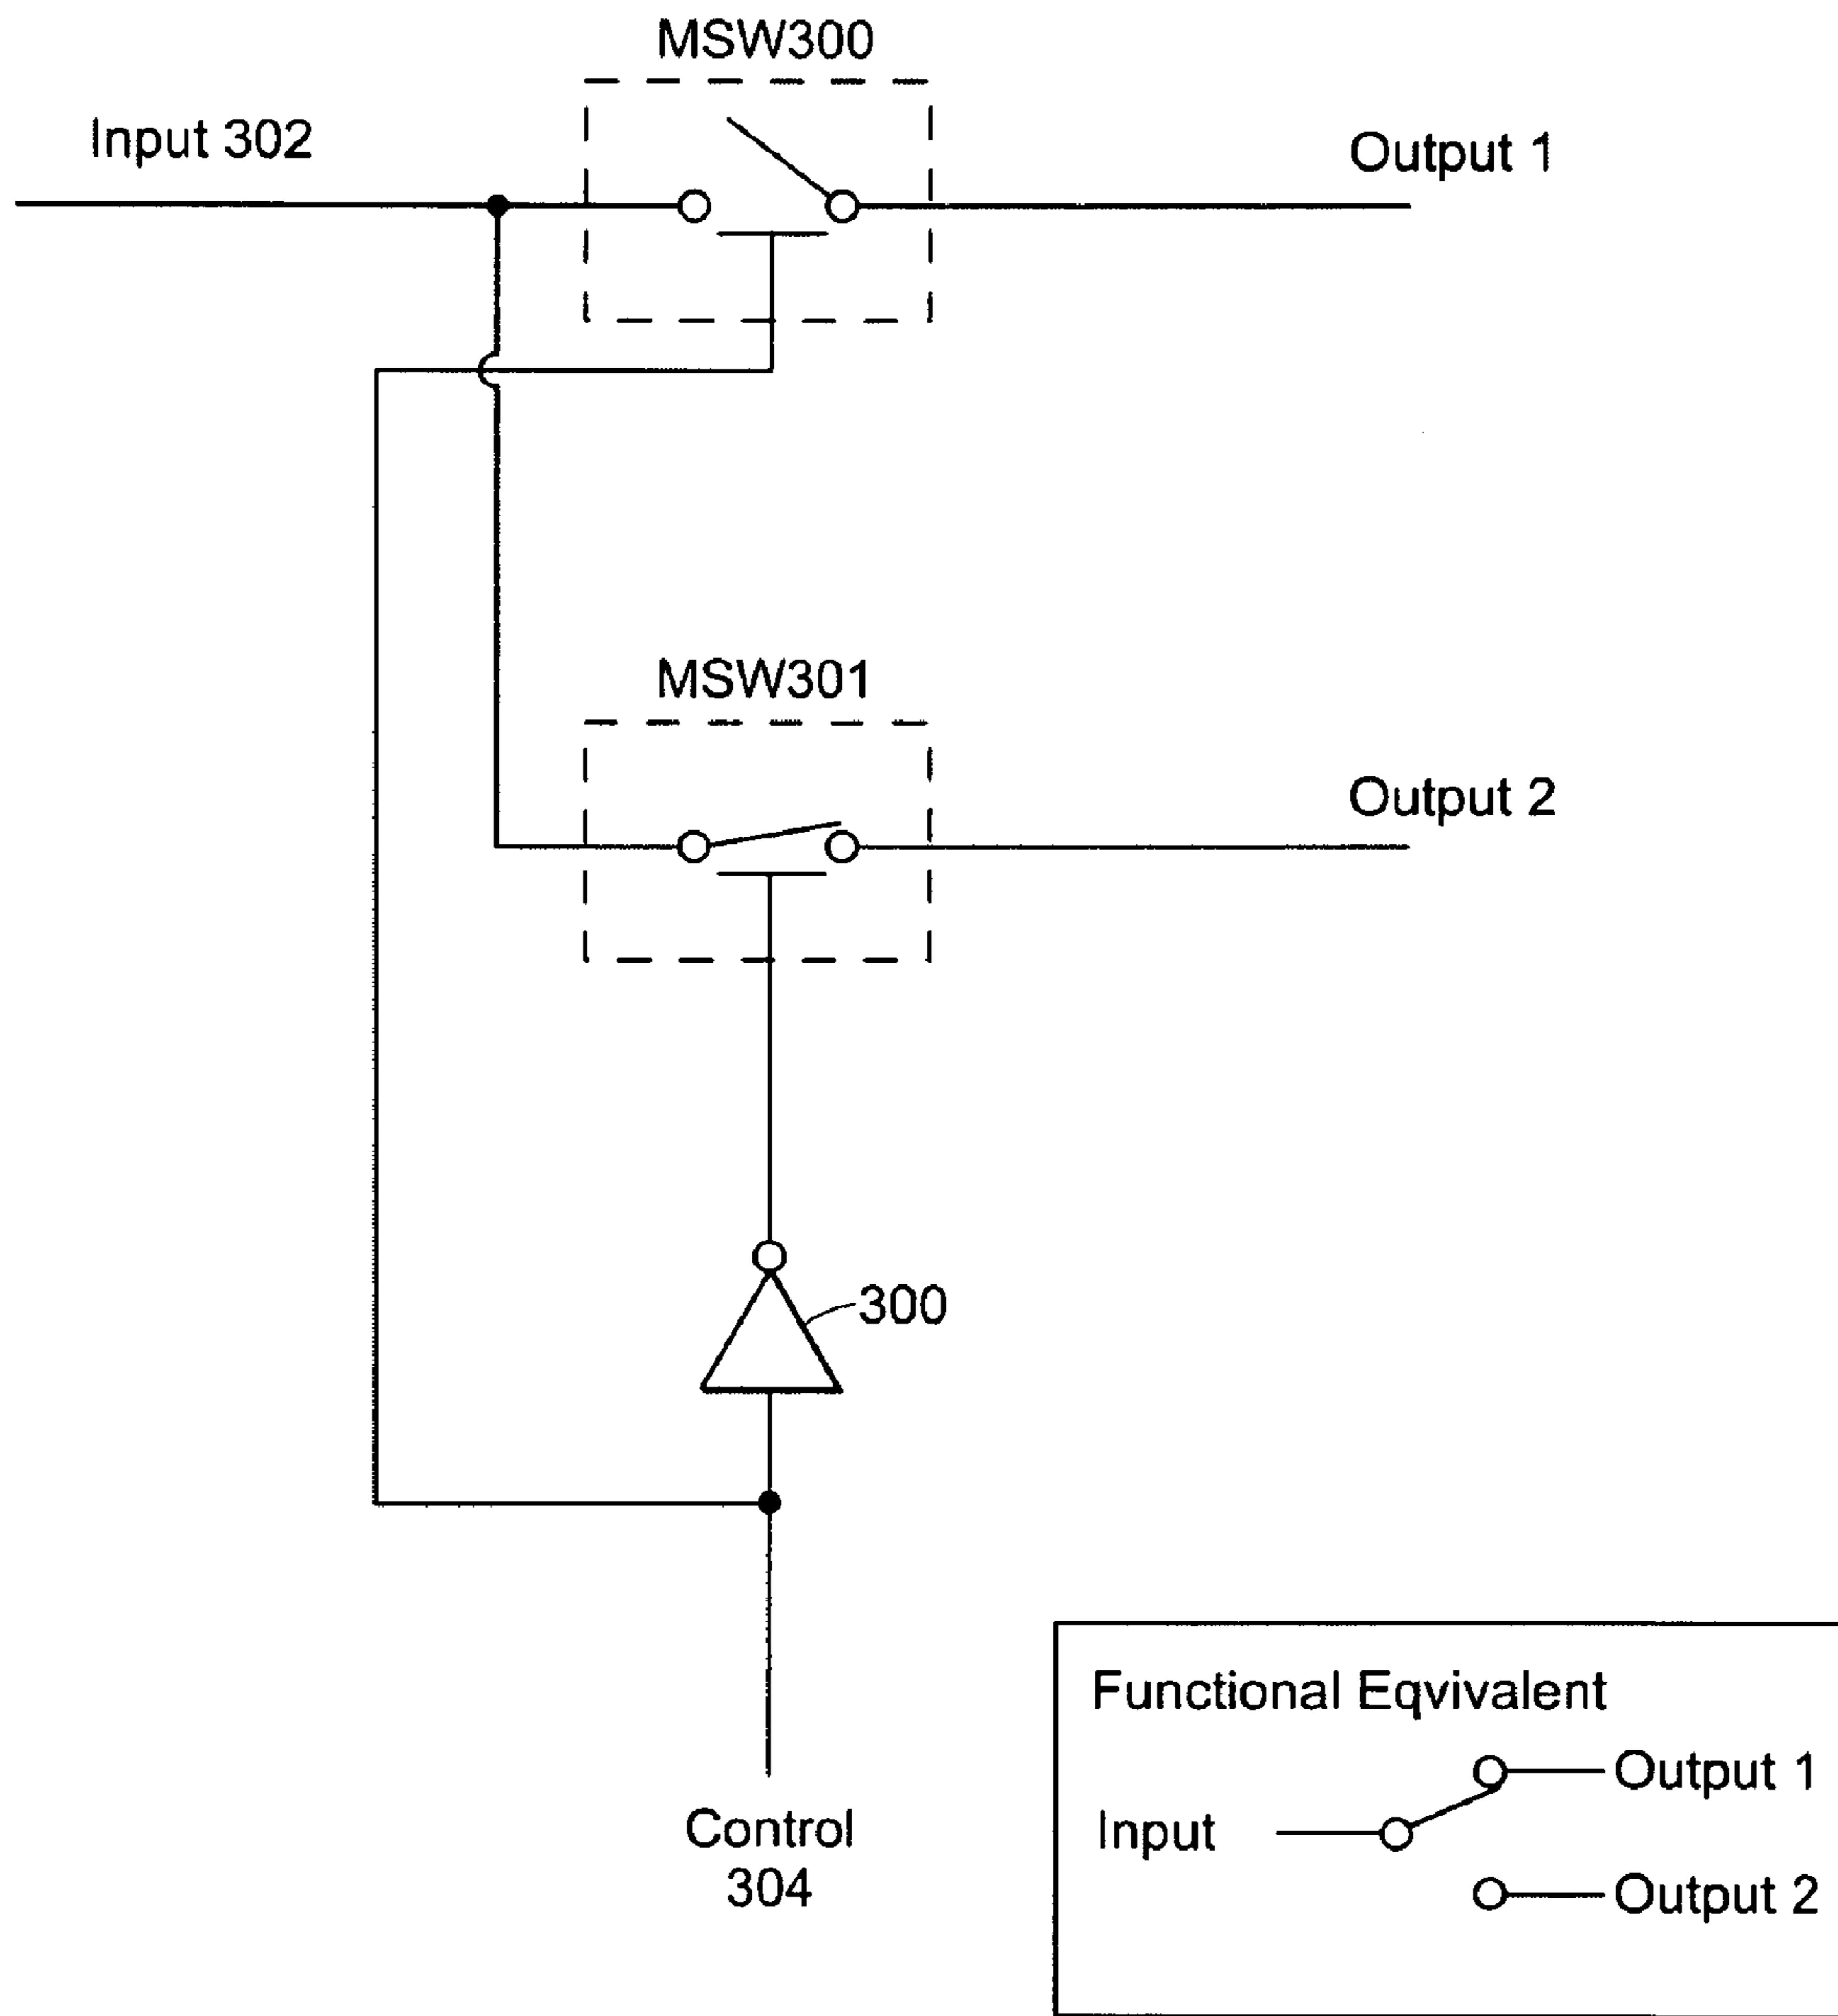 MSW300
Input 302
Output 1
MSW301
Output 2
300
Control
304
Functional Eqvivalent
Output 1
Input
Output 2